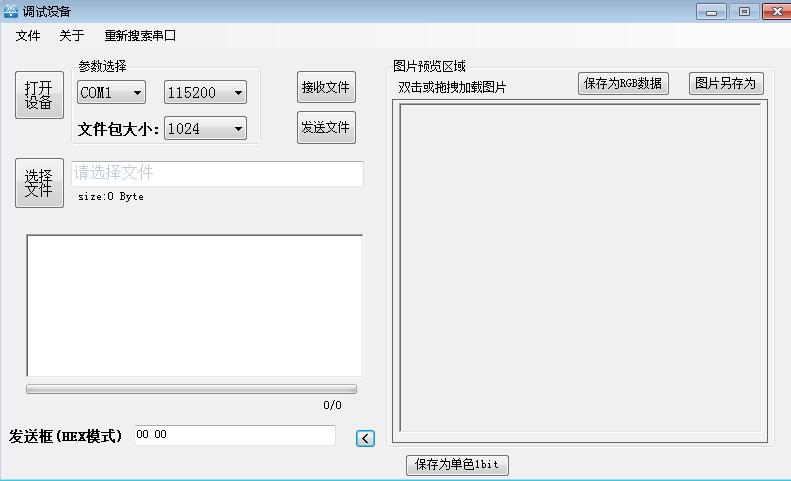 调试设备
文件 关于 重新搜索串口
参数选择
打开
设备
COM1 115200
文件包大小: 1024
接收文件
发送文件
选择
文件
请选择文件
size:0 Byte
0/0
发送框(HEX模式) 00 00
<
图片预览区域
双击或拖拽加载图片
保存为RGB数据 图片另存为
保存为单色1bit